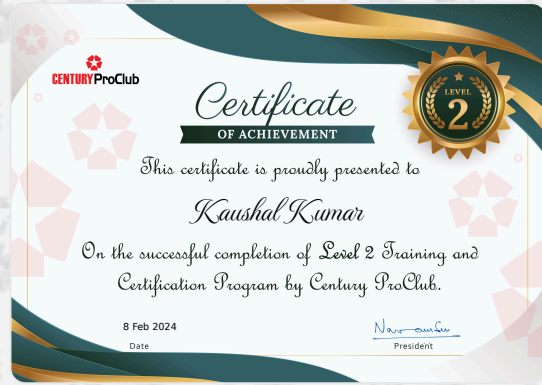 CENTURY ProClub
LEVEL
2
Certificate
OF ACHIEVEMENT
This certificate is proudly presented to
Kaushal Kumar
On the successful completion of Level 2 Training and
Certification Program by Century ProClub.
8 Feb 2024
Date
President